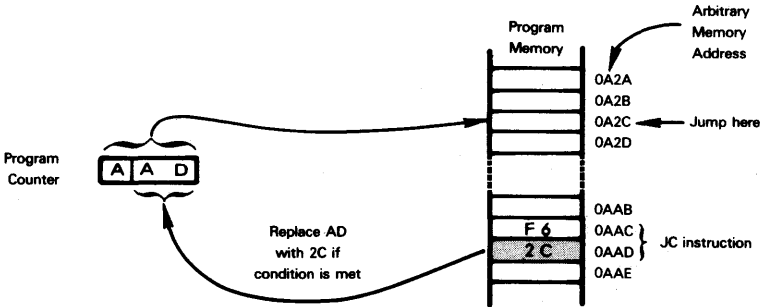 Program
Memory
Arbitrary
Memory
Address
0A2A
0A2B
0A2C
Jump here
0A2D
Program
Counter
A A D
0AAB
F 6
0AAC
2 C
0AAD
JC instruction
0AAE
Replace AD
with 2C if
condition is met